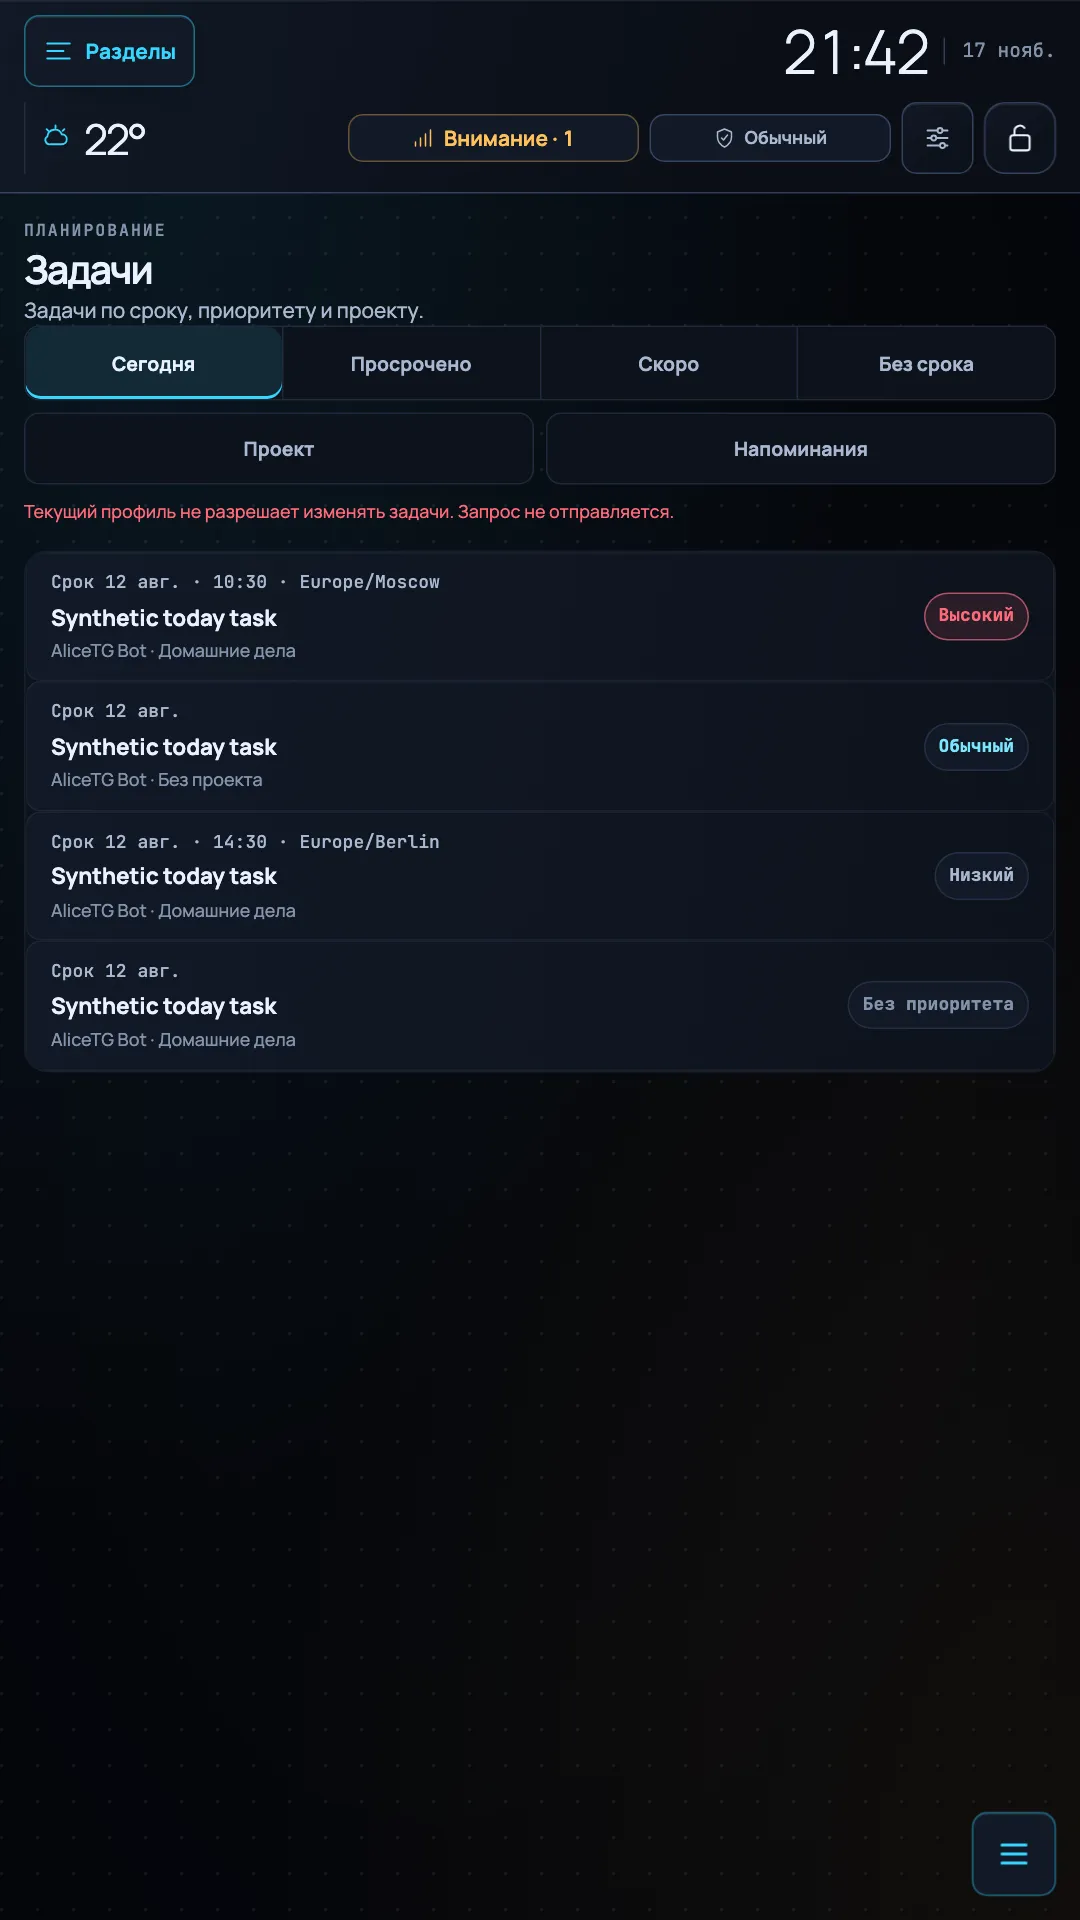 Разделы
21:42
17 нояб.
22°
Внимание · 1
Обычный
ПЛАНИРОВАНИЕ
Задачи
Задачи по сроку, приоритету и проекту.
Сегодня
Просрочено
Скоро
Без срока
Проект
Напоминания
Текущий профиль не разрешает изменять задачи. Запрос не отправляется.
Срок 12 авг. · 10:30 · Europe/Moscow
Synthetic today task
Высокий
AliceTG Bot · Домашние дела
Срок 12 авг.
Synthetic today task
Обычный
AliceTG Bot · Без проекта
Срок 12 авг. · 14:30 · Europe/Berlin
Synthetic today task
Низкий
AliceTG Bot · Домашние дела
Срок 12 авг.
Synthetic today task
Без приоритета
AliceTG Bot · Домашние дела